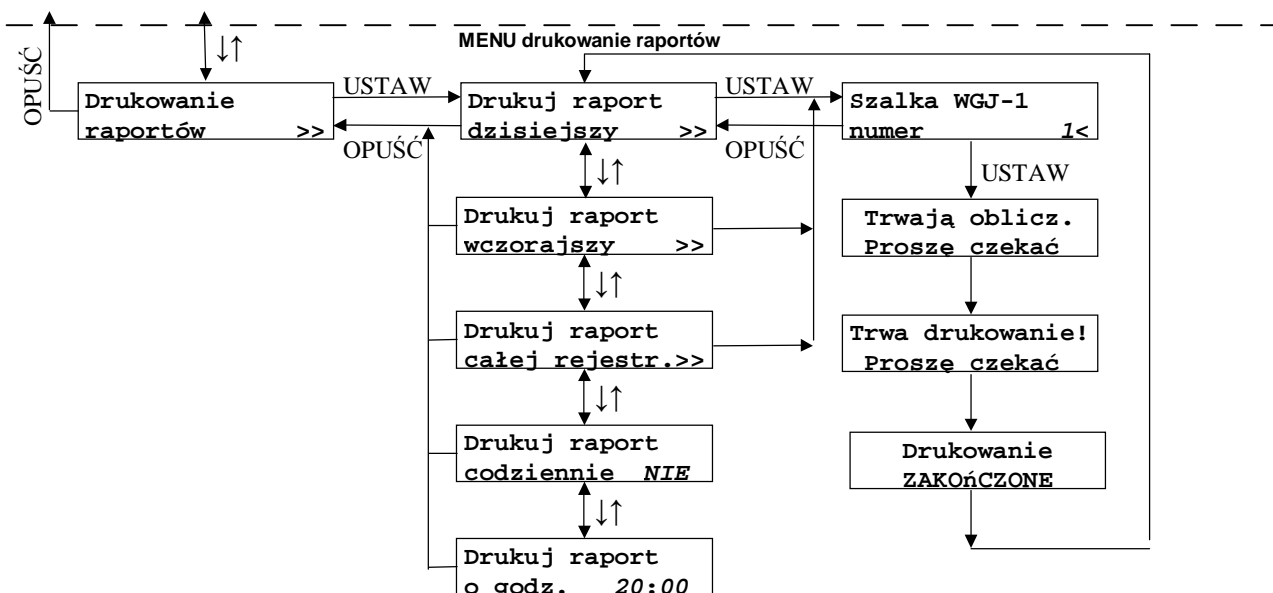 MENU drukowanie raportów
OPUŚĆ
↓↑
Drukowanie
raportów >>
USTAW
OPUŚĆ
Drukuj raport
dzisiejszy >>
USTAW
OPUŚĆ
Szalka WGJ-1
numer 1<
↓↑
USTAW
Drukuj raport
wczorajszy >>
Trwają oblicz.
Proszę czekać
↓↑
Drukuj raport
całej rejestr.>>
Trwa drukowanie!
Proszę czekać
↓↑
Drukuj raport
codziennie NIE
Drukowanie
ZAKOńCZONE
↓↑
Drukuj raport
o godz. 20:00